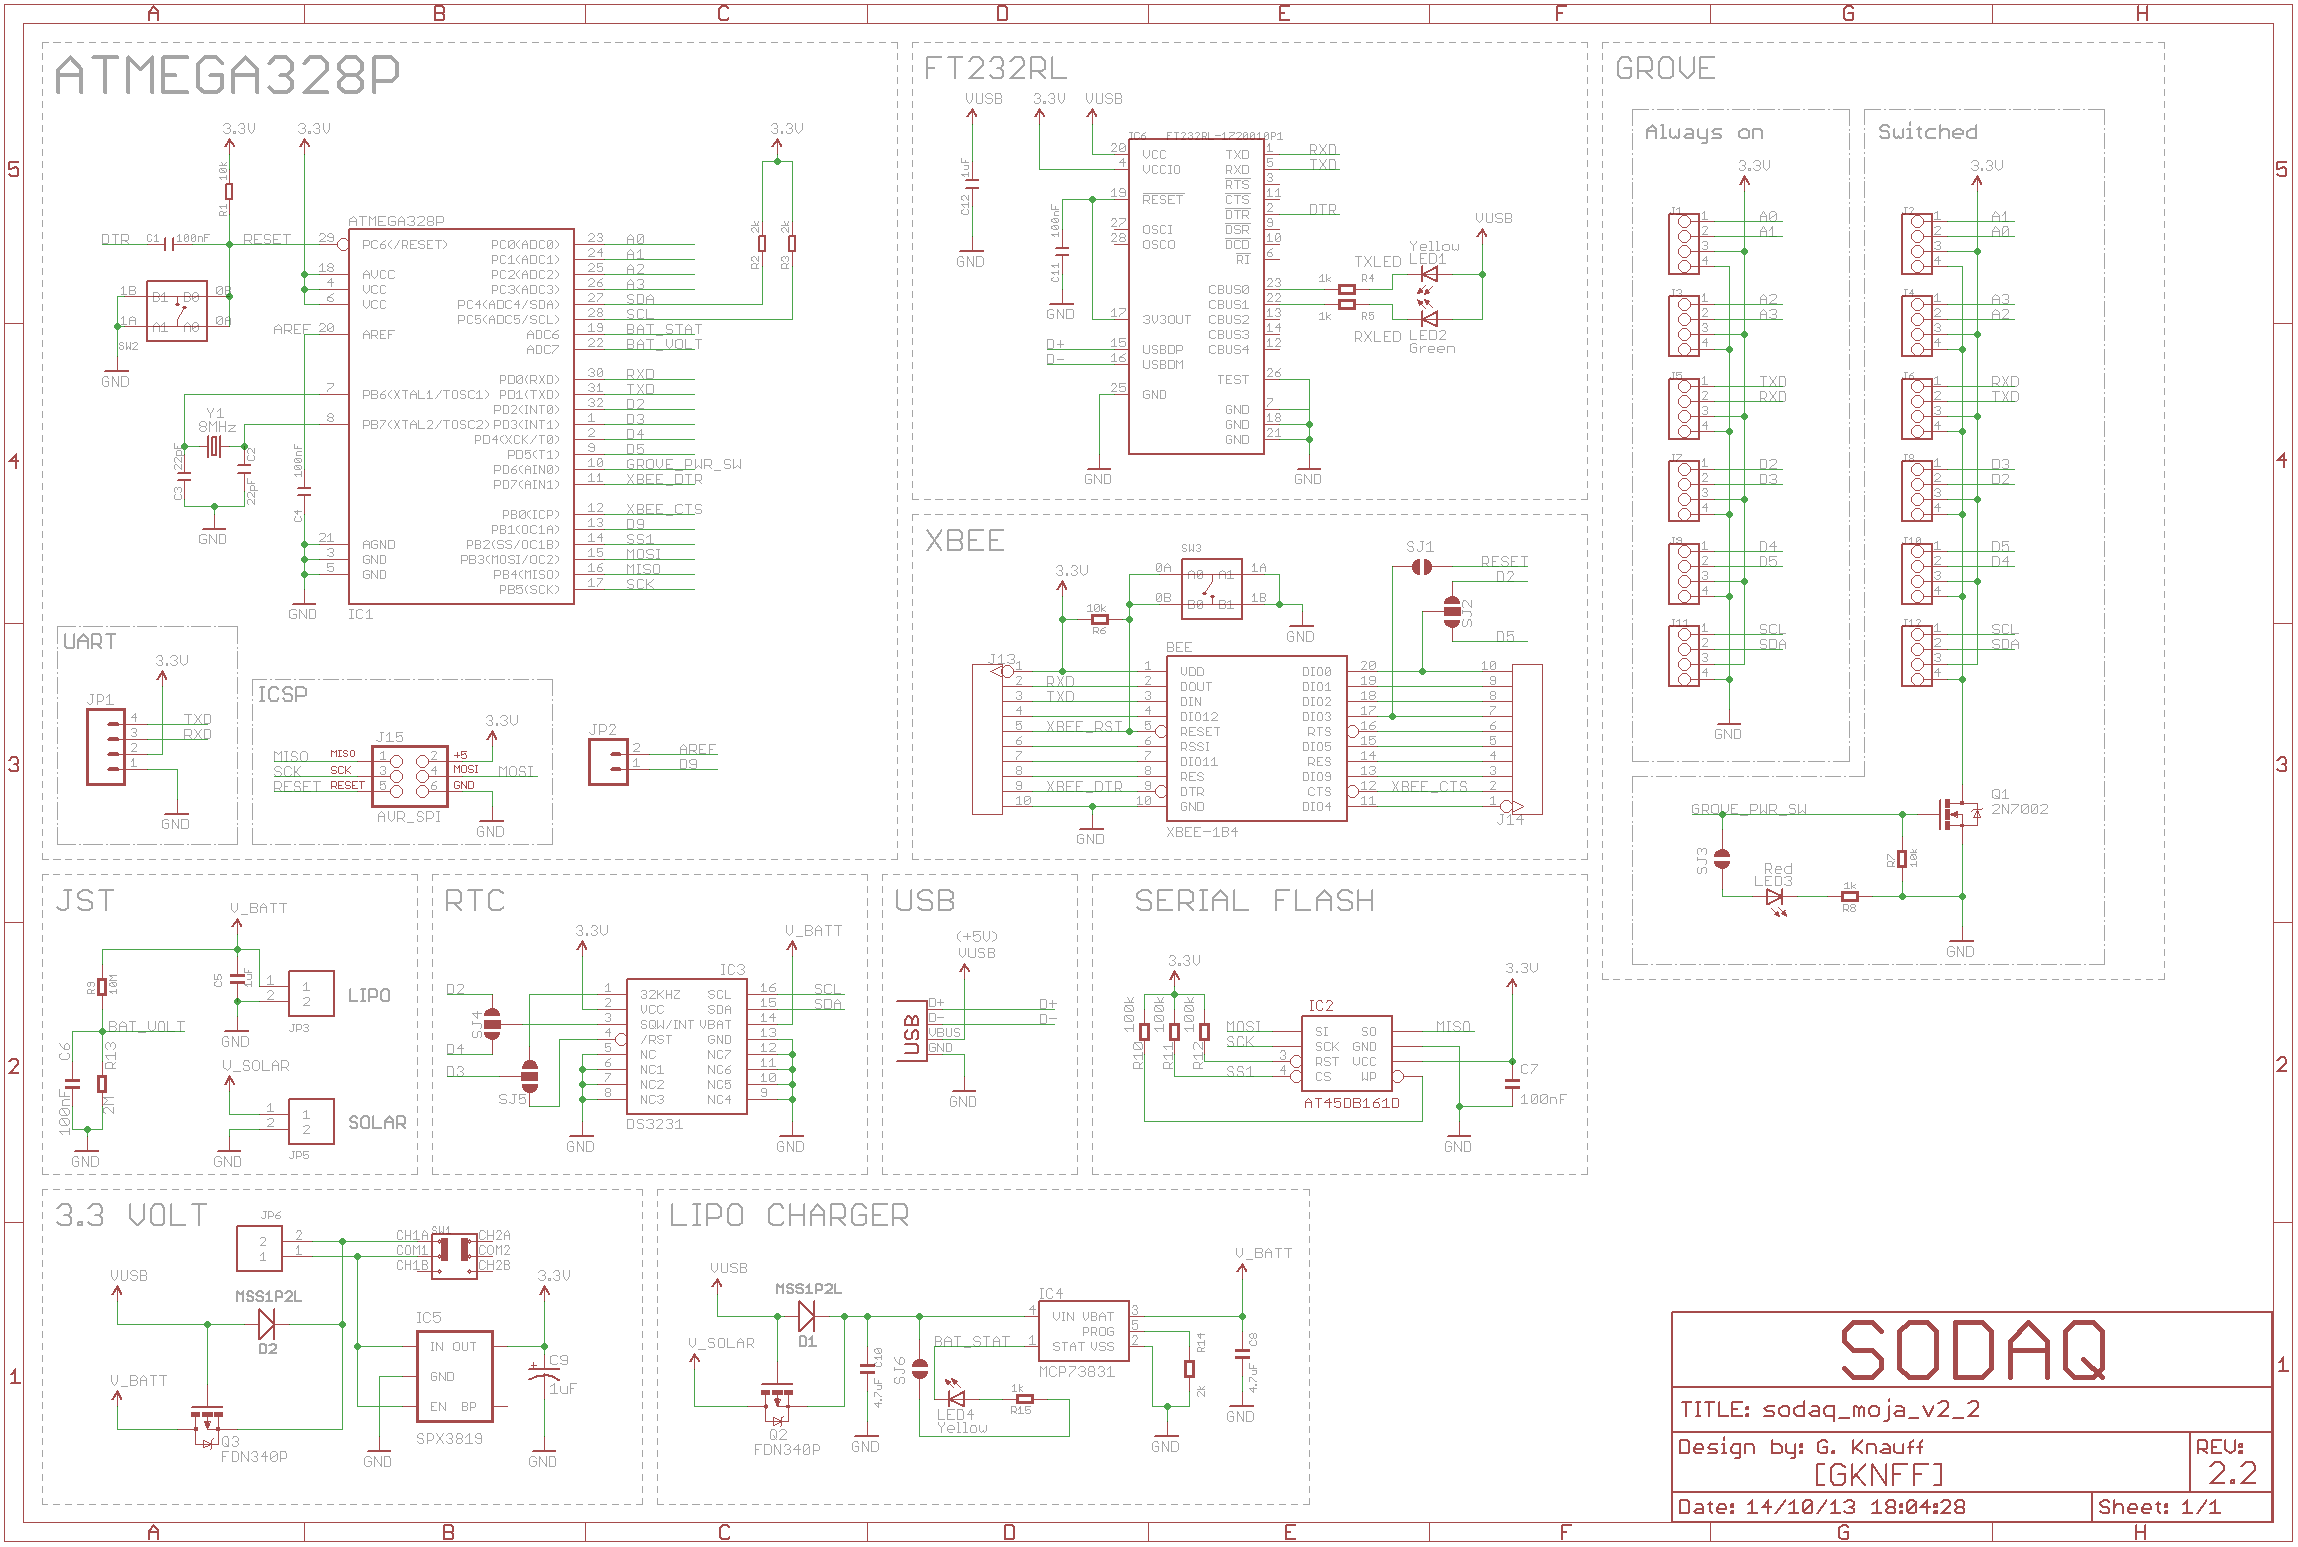 A B C D E F G H
5
4
3
2
1
ATMEGA328P
3.3V 3.3V 3.3V
10k
R1
DTR C1 100nF RESET
1B B1 B0 0B
1A A1 A0 0A
SW2
GND
ATMEGA328P
29 PC6(/RESET)
18 AVCC
4 VCC
6 VCC
AREF 20 AREF
7 PB6(XTAL1/TOSC1)
8 PB7(XTAL2/TOSC2)
21 AGND
3 GND
5 GND
IC1
PC0(ADC0) 23 A0
PC1(ADC1) 24 A1
PC2(ADC2) 25 A2
PC3(ADC3) 26 A3
PC4(ADC4/SDA) 27 SDA
PC5(ADC5/SCL) 28 SCL
ADC6 19 BAT_STAT
ADC7 22 BAT_VOLT
PD0(RXD) 30 RXD
PD1(TXD) 31 TXD
PD2(INT0) 32 D2
PD3(INT1) 1 D3
PD4(XCK/T0) 2 D4
PD5(T1) 9 D5
PD6(AIN0) 10 GROVE_PWR_SW
PD7(AIN1) 11 XBEE_DTR
PB0(ICP) 12 XBEE_CTS
PB1(OC1A) 13 D9
PB2(SS/OC1B) 14 SS1
PB3(MOSI/OC2) 15 MOSI
PB4(MISO) 16 MISO
PB5(SCK) 17 SCK
R2 2k
R3 2k
Y1
8MHz
22pF
C3
C2
22pF
GND
100nF
C4
GND
UART
3.3V
JP1
4 TXD
3 RXD
2
1
GND
ICSP
3.3V
J15
MISO MISO 1 2 +5
SCK SCK 3 4 MOSI MOSI
RESET RESET 5 6 GND
AVR_SPI
GND
JP2
2 AREF
1 D9
FT232RL
VUSB 3.3V VUSB
1uF
C12
GND
100nF
C11
GND
IC6 FT232RL-1Z20010P1
20 VCC
4 VCCIO
19 RESET
27 OSCI
28 OSCO
17 3V3OUT
D+ 15 USBDP
D- 16 USBDM
25 GND
TXD 1 RXD
RXD 5 TXD
RTS 3
CTS 11
DTR 2 DTR
DSR 9
DCD 10
RI 6
CBUS0 23
CBUS1 22
CBUS2 13
CBUS3 14
CBUS4 12
TEST 26
GND 7
GND 18
GND 21
GND GND
VUSB
Yellow
TXLED LED1
1k R4
1k R5
RXLED LED2
Green
XBEE
3.3V
10k
R6
SW3
0A A0 A1 1A
0B B0 B1 1B
GND
SJ1
RESET
D2
SJ2
D5
BEE
J13
1 1 VDD DIO0 20 10
2 RXD 2 DOUT DIO1 19 9
3 TXD 3 DIN DIO2 18 8
4 4 DIO12 DIO3 17 7
5 XBEE_RST 5 RESET RTS 16 6
6 6 RSSI DIO5 15 5
7 7 DIO11 RES 14 4
8 8 RES DIO9 13 3
9 XBEE_DTR 9 DTR CTS 12 XBEE_CTS 2
10 10 GND DIO4 11 1
GND
XBEE-1B4
J14
GROVE
Always on
3.3V
J1
1 A0
2 A1
3
4
J3
1 A2
2 A3
3
4
J5
1 TXD
2 RXD
3
4
J7
1 D2
2 D3
3
4
J9
1 D4
2 D5
3
4
J11
1 SCL
2 SDA
3
4
GND
Switched
3.3V
J2
1 A1
2 A0
3
4
J4
1 A3
2 A2
3
4
J6
1 RXD
2 TXD
3
4
J8
1 D3
2 D2
3
4
J10
1 D5
2 D4
3
4
J12
1 SCL
2 SDA
3
4
GROVE_PWR_SW
Q1
2N7002
SJ3
Red
LED3
1k
R8
R7
10k
GND
JST
V_BATT
R9
10M
C5
1uF
1 1
2 2
LIPO
JP3
BAT_VOLT
GND
C6
100nF
R13
2M
GND
V_SOLAR
1 1
2 2
SOLAR
JP5
GND
RTC
3.3V V_BATT
IC3
D2
SJ4
D4
D3
SJ5
1 32KHZ SCL 16 SCL
2 VCC SDA 15 SDA
3 SQW/INT VBAT 14
4 /RST GND 13
5 NC NC7 12
6 NC1 NC6 11
7 NC2 NC5 10
8 NC3 NC4 9
DS3231
GND GND
USB
(+5V)
VUSB
USB
D+ D+
D- D-
VBUS
GND
GND
SERIAL FLASH
3.3V 3.3V
100k 100k 100k
R10 R11 R12
IC2
MOSI SI SO MISO
SCK SCK GND
3 RST VCC
SS1 4 CS WP
AT45DB161D
C7
100nF
GND
3.3 VOLT
JP6
2 2
1 1
CH1A SW1 CH2A
COM1 COM2
CH1B CH2B
VUSB
MSS1P2L
D2
V_BATT
Q3
FDN340P
IC5
IN OUT
GND
EN BP
SPX3819
GND
3.3V
+
C9
1uF
GND
LIPO CHARGER
VUSB
MSS1P2L
D1
V_SOLAR
Q2
FDN340P
C10
4.7uF
GND
SJ6
BAT_STAT
LED4
Yellow
1k
R15
IC4
4 VIN VBAT 3
PROG 5
1 STAT VSS 2
MCP73831
R14
2k
GND
V_BATT
C8
4.7uF
GND
SODAQ
TITLE: sodaq_moja_v2_2
Design by: G. Knauff
[GKNFF]
REV:
2.2
Date: 14/10/13 18:04:28
Sheet: 1/1
5
4
3
2
1
A B C D E F G H